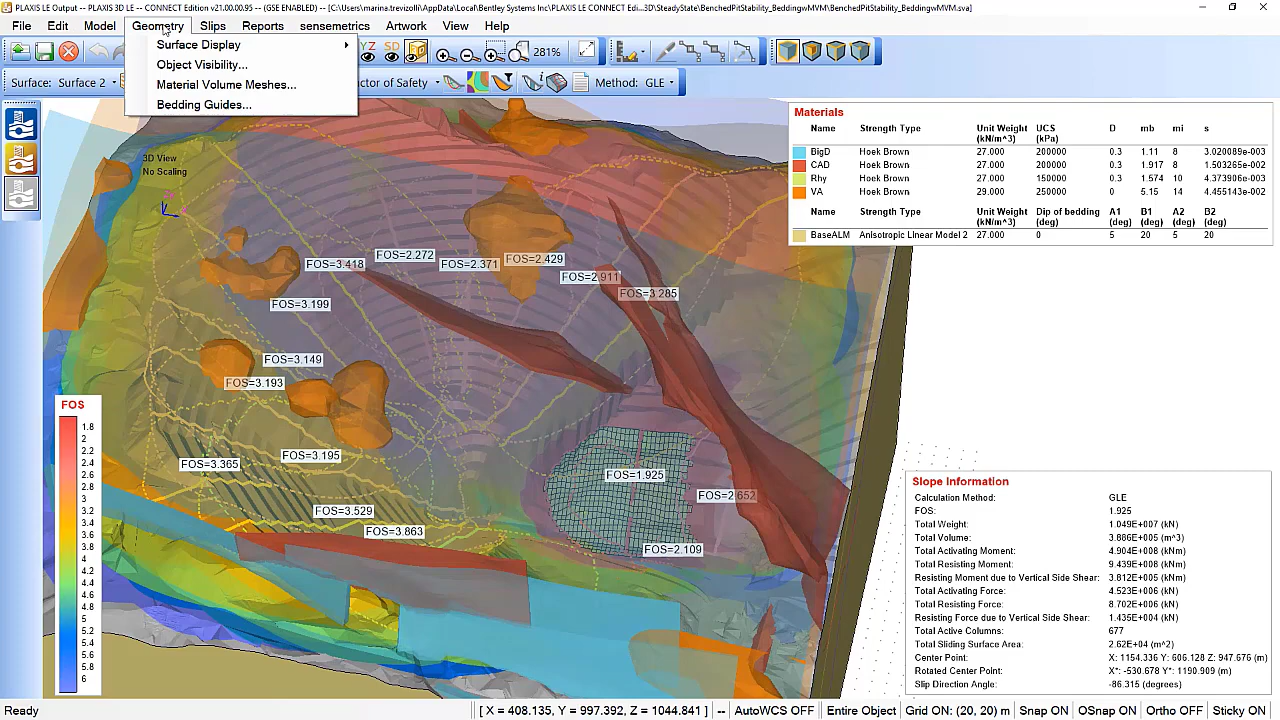 PLAXIS LE Output -- PLAXIS 3D LE -- CONNECT Edition v21.00.00.95 -- (GSE ENABLED) -- [C:\Users\marina.trevizolli\AppData\Local\Bentley Systems Inc\PLAXIS LE CONNECT Edi...3D\SteadyState\BenchedPitStability_BeddingwMVM\BenchedPitStability_BeddingwMVM.sva]
File Edit Model Geometry Slips Reports sensemetrics Artwork View Help
Surface Display
Object Visibility...
Material Volume Meshes...
Bedding Guides...
YZ SD 281%
Surface: Surface 2
ctor of Safety
Method: GLE
3D View
No Scaling
Materials
Name Strength Type Unit Weight (kN/m^3) UCS (kPa) D mb mi s
BigD Hoek Brown 27.000 200000 0.3 1.11 8 3.020089e-003
CAD Hoek Brown 27.000 200000 0.3 1.917 8 1.503265e-002
Rhy Hoek Brown 27.000 150000 0.3 1.574 10 4.373906e-003
VA Hoek Brown 29.000 250000 0 5.15 14 4.455143e-002
Name Strength Type Unit Weight (kN/m^3) Dip of bedding (deg) A1 (deg) B1 (deg) A2 (deg) B2 (deg)
BaseALM Anisotropic Linear Model 2 27.000 0 5 20 5 20
FOS=3.418
FOS=2.272
FOS=2.371
FOS=2.429
FOS=2.911
FOS=3.285
FOS=3.199
FOS=3.149
FOS=3.193
FOS=3.195
FOS=3.365
FOS=1.925
FOS=2.652
FOS=3.529
FOS=3.863
FOS=2.109
FOS
1.8
2
2.2
2.4
2.6
2.8
3
3.2
3.4
3.6
3.8
4
4.2
4.4
4.6
4.8
5
5.2
5.4
5.6
5.8
6
Slope Information
Calculation Method: GLE
FOS: 1.925
Total Weight: 1.049E+007 (kN)
Total Volume: 3.886E+005 (m^3)
Total Activating Moment: 4.904E+008 (kNm)
Total Resisting Moment: 9.439E+008 (kNm)
Resisting Moment due to Vertical Side Shear: 3.812E+005 (kNm)
Total Activating Force: 4.523E+006 (kN)
Total Resisting Force: 8.702E+006 (kN)
Resisting Force due to Vertical Side Shear: 1.435E+004 (kN)
Total Active Columns: 677
Total Sliding Surface Area: 2.62E+04 (m^2)
Center Point: X: 1154.336 Y: 606.128 Z: 947.676 (m)
Rotated Center Point: X": -530.678 Y": 1190.909 (m)
Slip Direction Angle: -86.315 (degrees)
Ready [ X = 408.135, Y = 997.392, Z = 1044.841 ] -- AutoWCS OFF Entire Object Grid ON: (20, 20) m Snap ON OSnap ON Ortho OFF Sticky ON